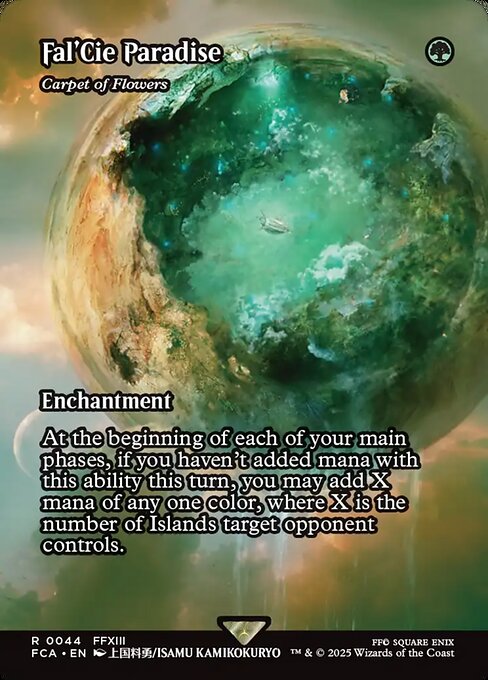 Fal'Cie Paradise
Carpet of Flowers
Enchantment
At the beginning of each of your main
phases, if you haven't added mana with
this ability this turn, you may add X
mana of any one color, where X is the
number of Islands target opponent
controls.
R 0044 FFXIII
FCA • EN 上国料勇/ISAMU KAMIKOKURYO
FF© SQUARE ENIX
™ & © 2025 Wizards of the Coast